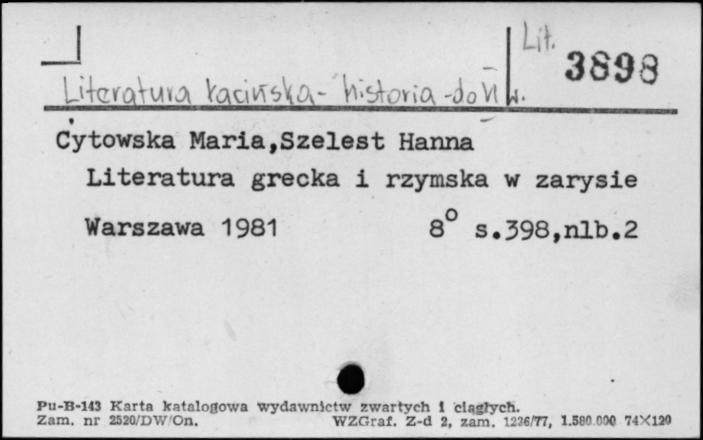 Lit. 3898
Literatura łacińska - historia - do n w.
Cytowska Maria,Szelest Hanna
Literatura grecka i rzymska w zarysie
Warszawa 1981 8° s.398,nlb.2
Pu-B-143 Karta katalogowa wydawnictw zwartych i ciągłych.
Zam. nr 2520/DW/On. WZGraf. Z-d 2, zam. 1236/77, 1.580.000 74X120